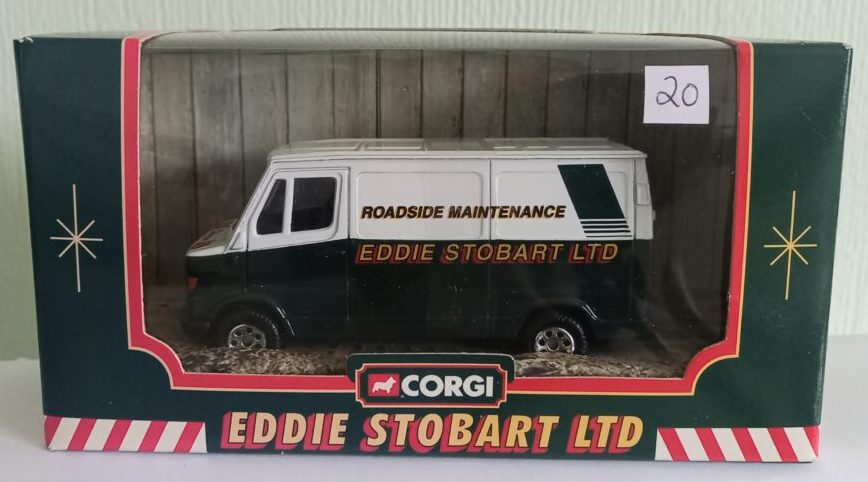 20
ROADSIDE MAINTENANCE
EDDIE STOBART LTD
CORGI
EDDIE STOBART LTD